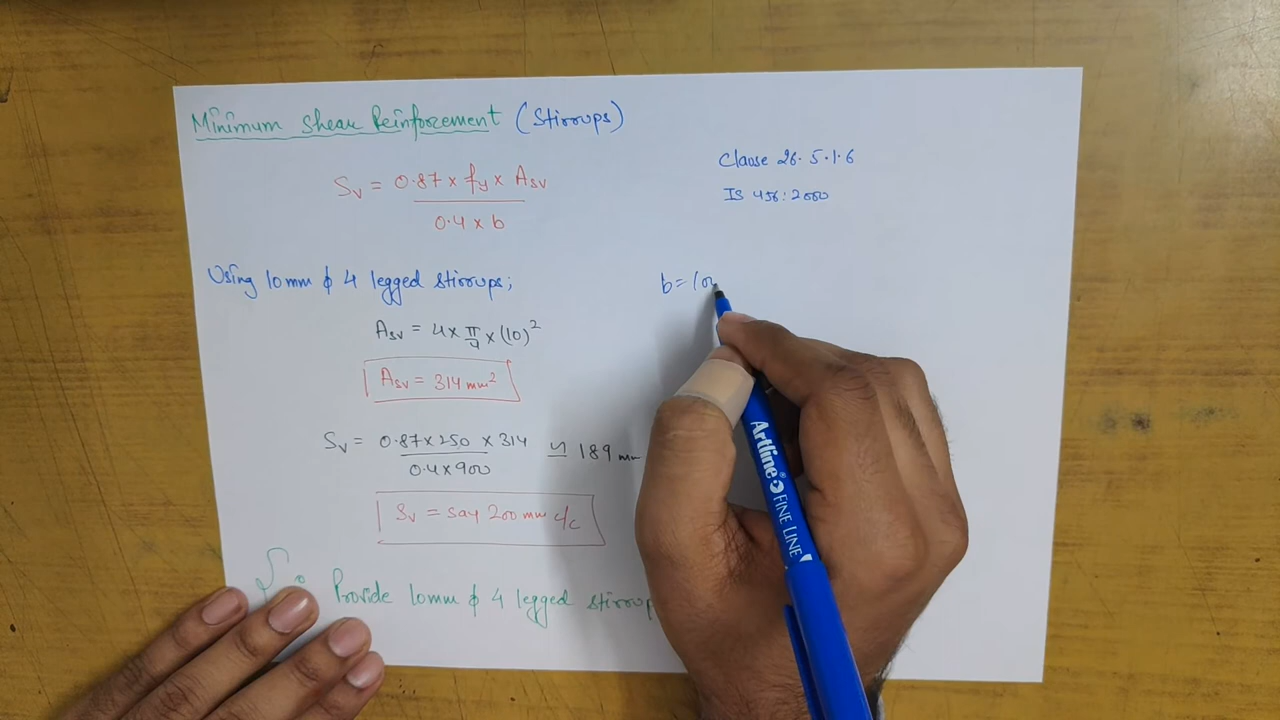 Minimum Shear Reinforcement (Stirrups)
Clause 26.5.1.6
IS 456:2000
Sv = 0.87 × fy × Asv
0.4 × b
Using 10mm ϕ 4 legged stirrups;
b = 100
Asv = 4 × π/4 × (10)²
Asv = 314 mm²
Sv = 0.87 × 250 × 314 ≃ 189 mm
0.4 × 900
Sv = say 200 mm c/c
Provide 10mm ϕ 4 legged stirrup
Artline FINE LINE